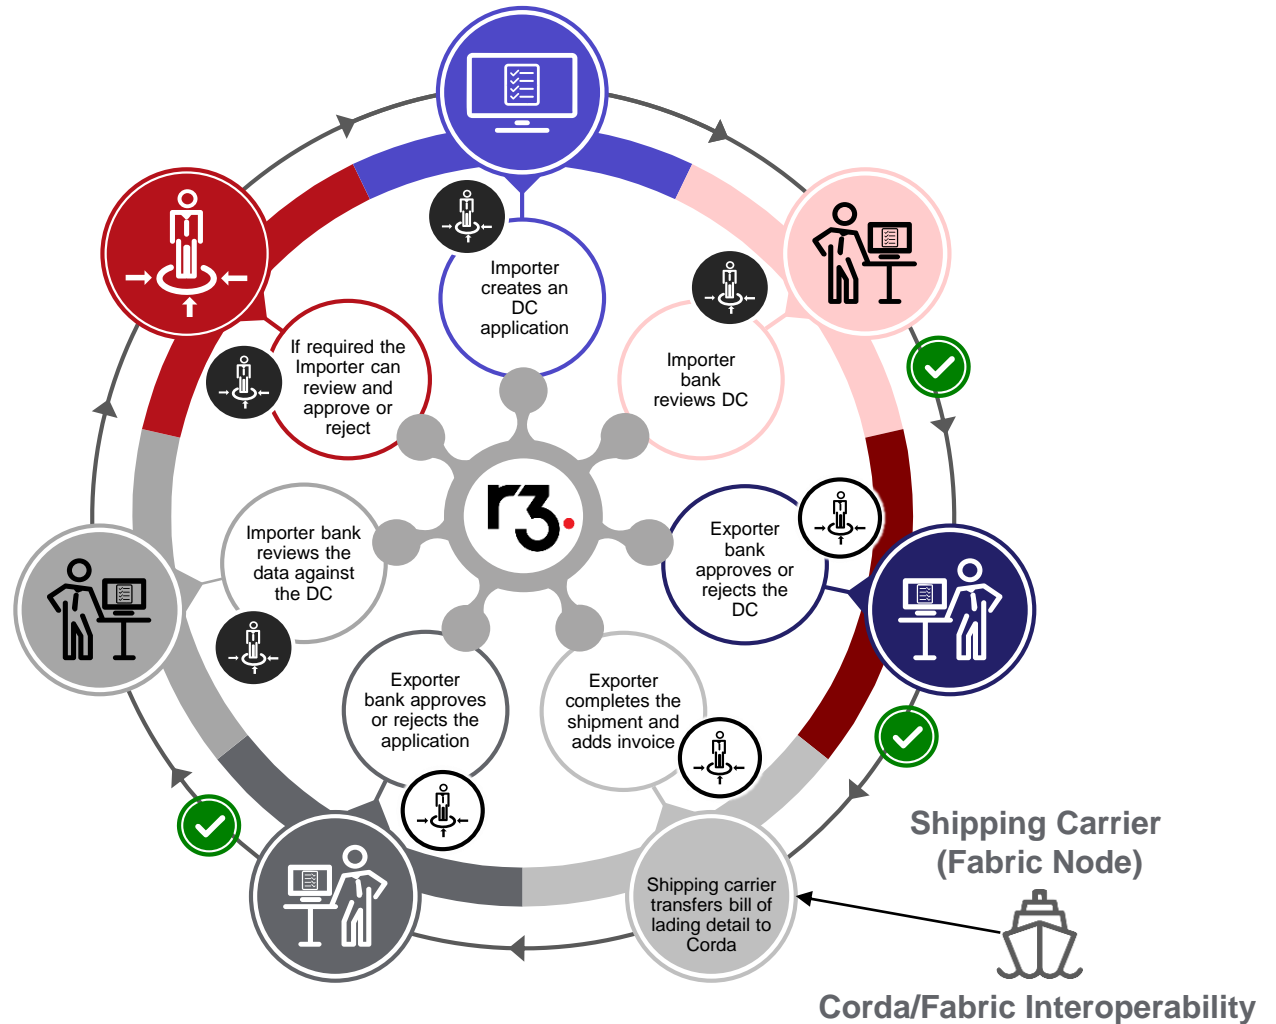 Importer
creates an
DC
application
Importer
bank
reviews DC
Exporter
bank
approves or
rejects the
DC
Exporter
completes the
shipment and
adds invoice
Shipping carrier
transfers bill of
lading detail to
Corda
Exporter
bank approves
or rejects the
application
Importer bank
reviews the
data against
the DC
If required the
Importer can
review and
approve or
reject
r3.
Shipping Carrier
(Fabric Node)
Corda/Fabric Interoperability